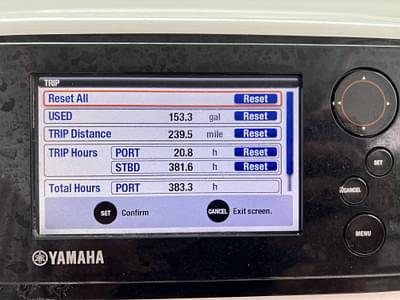 TRIP
Reset All Reset
USED 153.3 gal Reset
TRIP Distance 239.5 mile Reset
TRIP Hours PORT 20.8 h Reset
STBD 381.6 h Reset
Total Hours PORT 383.3 h
SET Confirm CANCEL Exit screen.
SET
CANCEL
MENU
YAMAHA